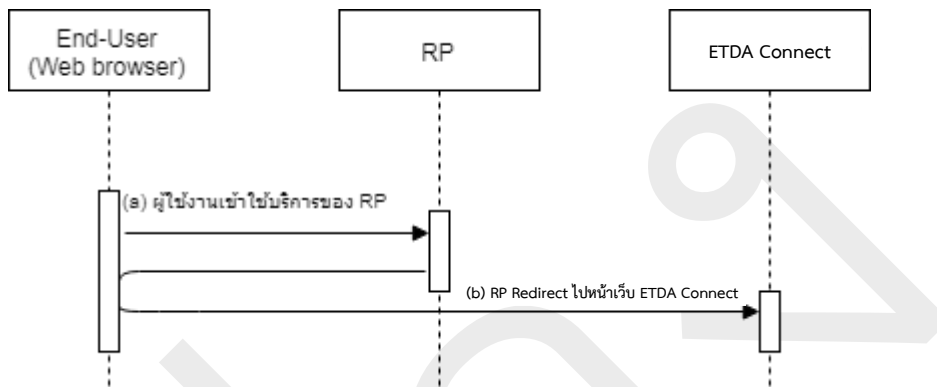 End-User
(Web browser)
RP
ETDA Connect
(a) ผู้ใช้งานเข้าใช้บริการของ RP
(b) RP Redirect ไปหน้าเว็บ ETDA Connect